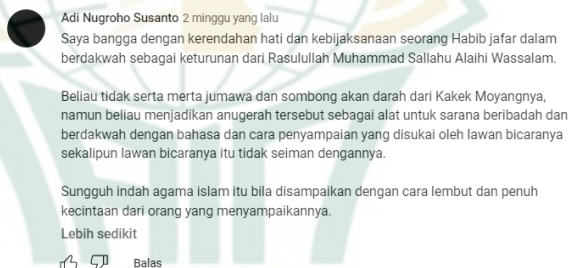 Adi Nugroho Susanto 2 minggu yang lalu
Saya bangga dengan kerendahan hati dan kebijaksanaan seorang Habib jafar dalam
berdakwah sebagai keturunan dari Rasulullah Muhammad Sallahu Alaihi Wassalam.
Beliau tidak serta merta jumawa dan sombong akan darah dari Kakek Moyangnya,
namun beliau menjadikan anugerah tersebut sebagai alat untuk sarana beribadah dan
berdakwah dengan bahasa dan cara penyampaian yang disukai oleh lawan bicaranya
sekalipun lawan bicaranya itu tidak seiman dengannya.
Sungguh indah agama islam itu bila disampaikan dengan cara lembut dan penuh
kecintaan dari orang yang menyampaikannya.
Lebih sedikit
Balas